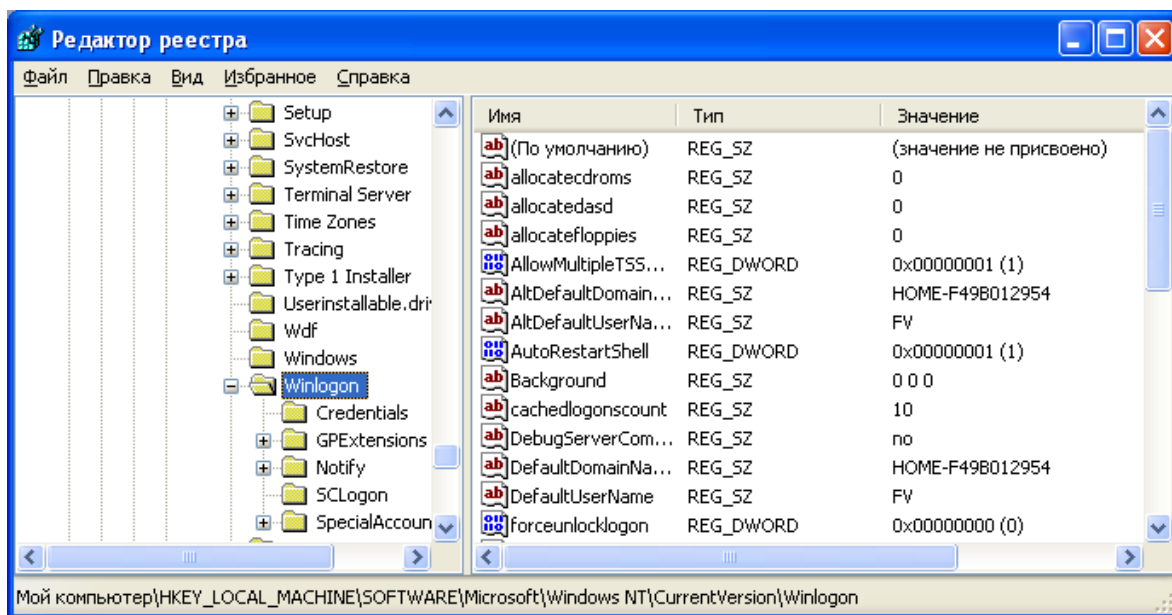 Редактор реестра
Файл Правка Вид Избранное Справка
Setup
SvcHost
SystemRestore
Terminal Server
Time Zones
Tracing
Type 1 Installer
Userinstallable.dri
Wdf
Windows
Winlogon
Credentials
GPExtensions
Notify
SCLogon
SpecialAccoun
Имя Тип Значение
(По умолчанию) REG_SZ (значение не присвоено)
allocatecdroms REG_SZ 0
allocatedasd REG_SZ 0
allocatefloppies REG_SZ 0
AllowMultipleTSS... REG_DWORD 0x00000001 (1)
AltDefaultDomain... REG_SZ HOME-F49B012954
AltDefaultUserNa... REG_SZ FV
AutoRestartShell REG_DWORD 0x00000001 (1)
Background REG_SZ 0 0 0
cachedlogonscount REG_SZ 10
DebugServerCom... REG_SZ no
DefaultDomainNa... REG_SZ HOME-F49B012954
DefaultUserName REG_SZ FV
forceunlocklogon REG_DWORD 0x00000000 (0)
Мой компьютер\HKEY_LOCAL_MACHINE\SOFTWARE\Microsoft\Windows NT\CurrentVersion\Winlogon